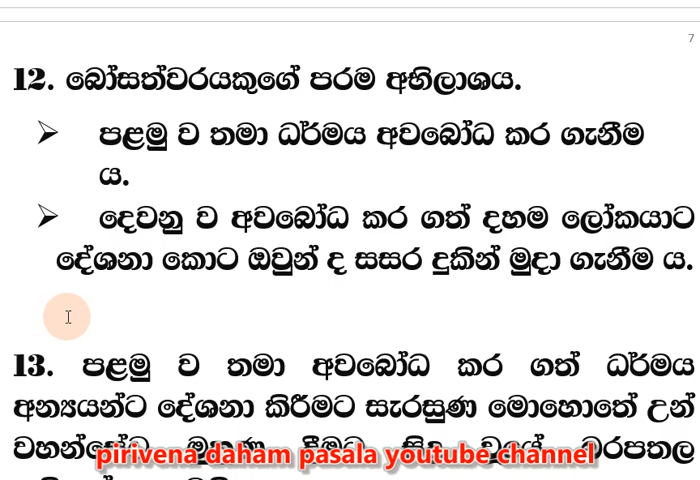 7
12. බෝසත්වරයකුගේ පරම අභිලාශය.
➢ පළමු ව තමා ධර්මය අවබෝධ කර ගැනීම
ය.
➢ දෙවනු ව අවබෝධ කර ගත් දහම ලෝකයාට
දේශනා කොට ඔවුන් ද සසර දුකින් මුදා ගැනීම ය.
13. පළමු ව තමා අවබෝධ කර ගත් ධර්මය
අන්‍යයන්ට දේශනා කිරීමට සැරසුණ මොහොතේ උන්
වහන්සේට බරපතල
pirivena daham pasala youtube channel